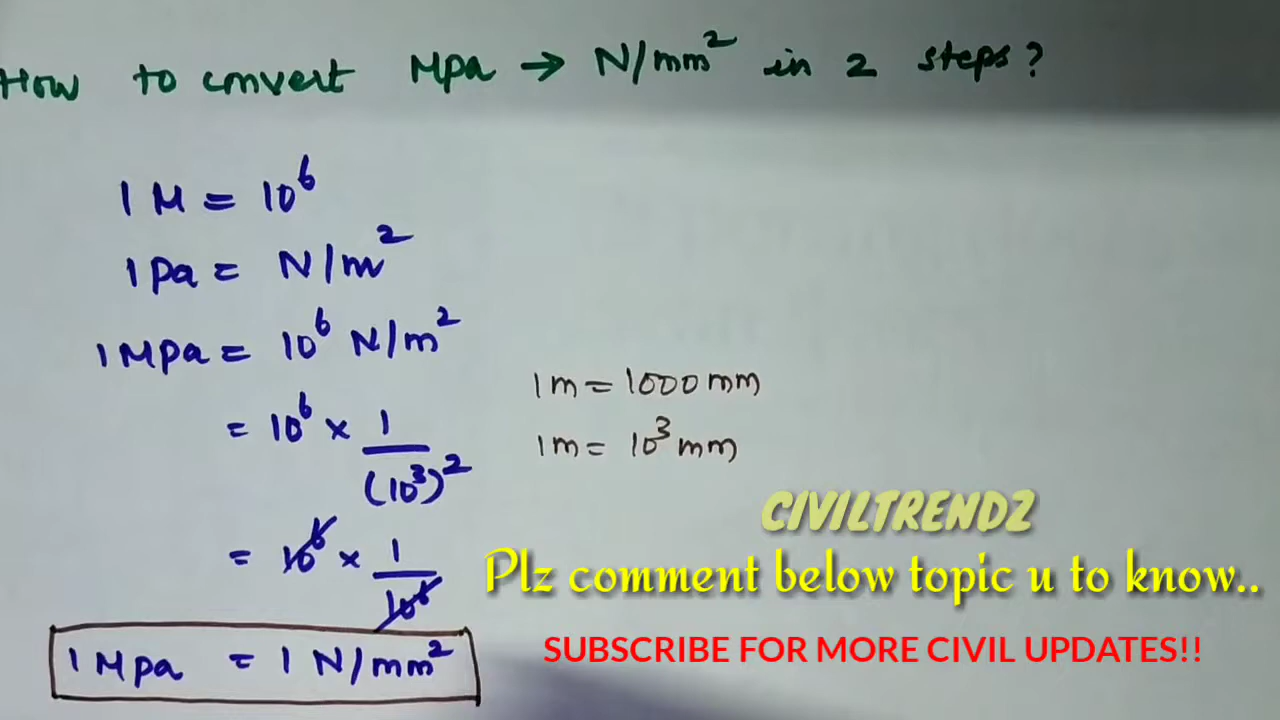 How to convert Mpa → N/mm² in 2 steps?
1 M = 10⁶
1 Pa = N/m²
1 Mpa = 10⁶ N/m²
= 10⁶ × 1/(10³)²
1m = 1000 mm
1m = 10³ mm
= 10⁶ × 1/10⁶
1 Mpa = 1 N/mm²
CIVILTRENDZ
Plz comment below topic u to know..
SUBSCRIBE FOR MORE CIVIL UPDATES!!